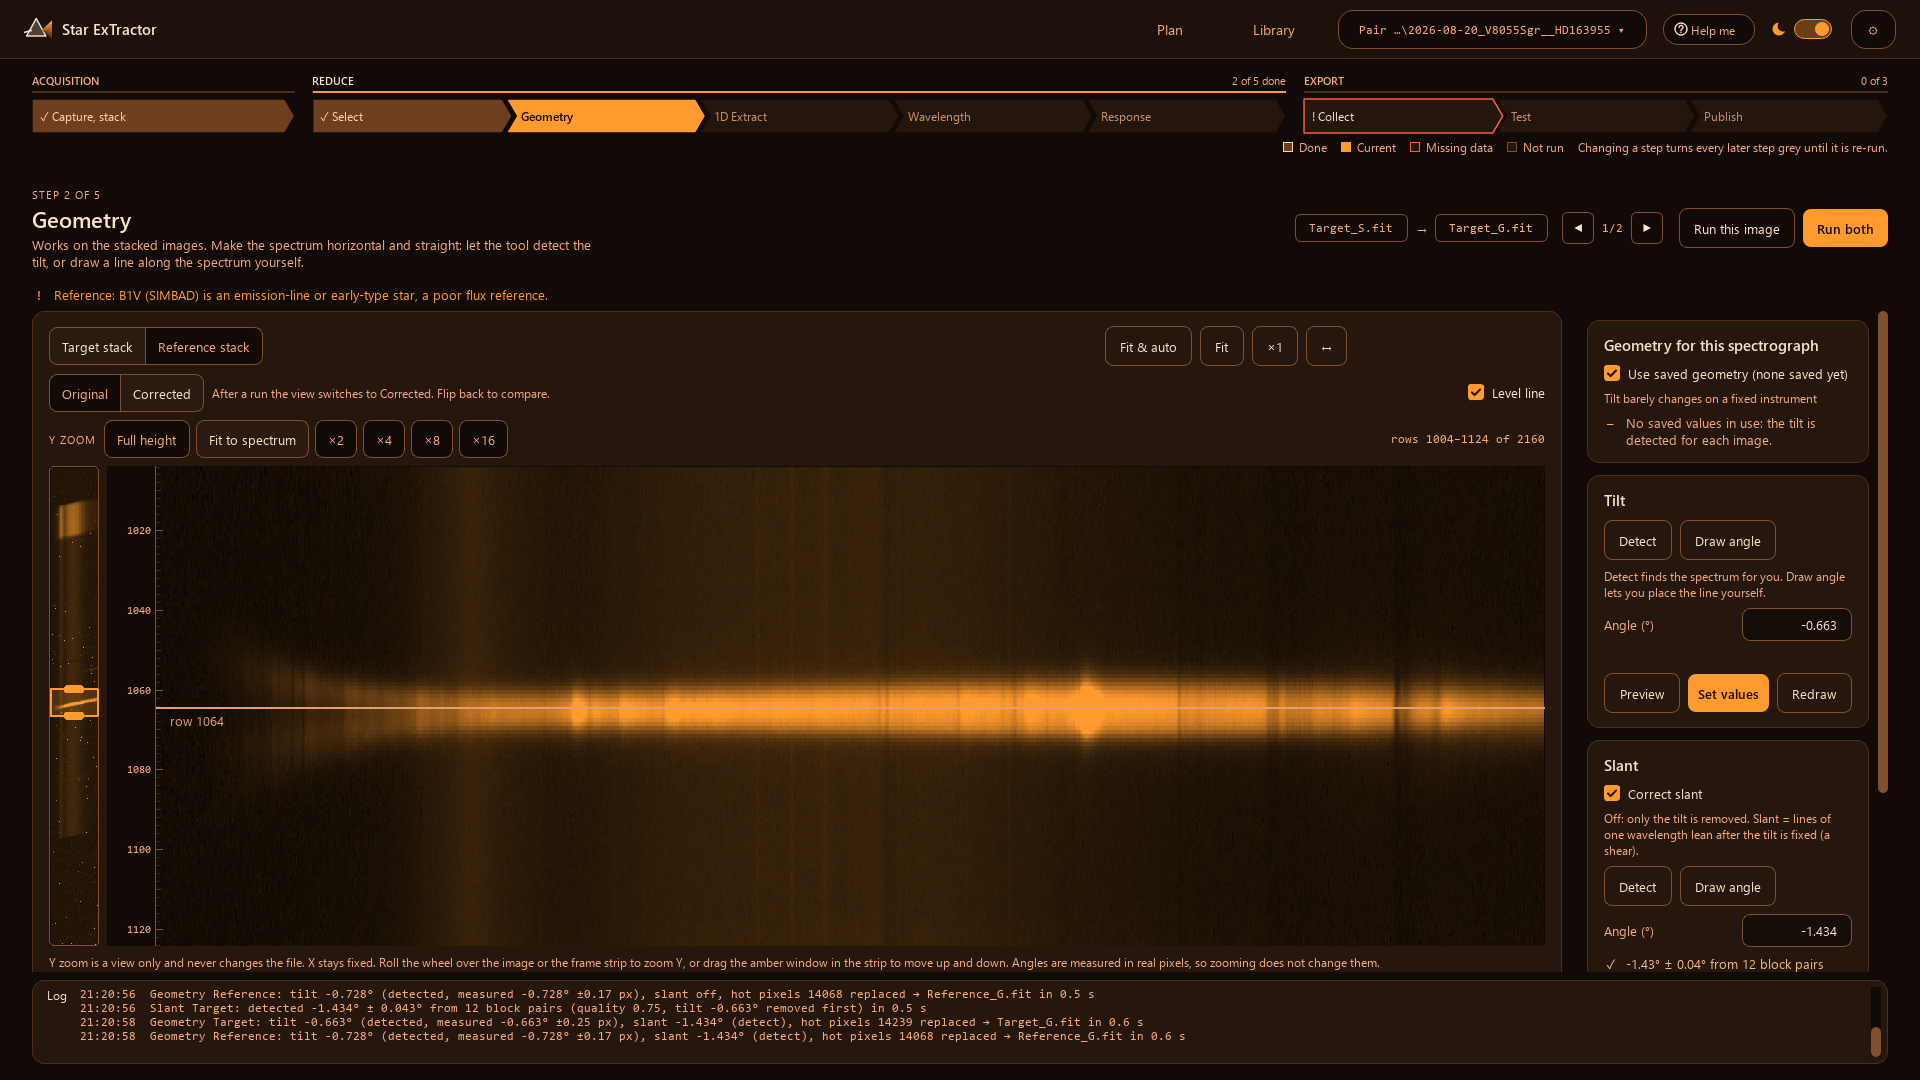 Star ExTractor
Plan
Library
Pair …\2026-08-20_V8055Sgr__HD163955 ▾
Help me
ACQUISITION
✓ Capture, stack
REDUCE
2 of 5 done
✓ Select
Geometry
1D Extract
Wavelength
Response
EXPORT
0 of 3
! Collect
Test
Publish
Done
Current
Missing data
Not run
Changing a step turns every later step grey until it is re-run.
STEP 2 OF 5
Geometry
Works on the stacked images. Make the spectrum horizontal and straight: let the tool detect the
tilt, or draw a line along the spectrum yourself.
Target_S.fit → Target_G.fit
◀ 1/2 ▶
Run this image
Run both
! Reference: B1V (SIMBAD) is an emission-line or early-type star, a poor flux reference.
Target stack
Reference stack
Fit & auto
Fit
×1
↔
Original
Corrected
After a run the view switches to Corrected. Flip back to compare.
✓ Level line
Y ZOOM
Full height
Fit to spectrum
×2
×4
×8
×16
rows 1004–1124 of 2160
1020
1040
1060
row 1064
1080
1100
1120
Y zoom is a view only and never changes the file. X stays fixed. Roll the wheel over the image or the frame strip to zoom Y, or drag the amber window in the strip to move up and down. Angles are measured in real pixels, so zooming does not change them.
Geometry for this spectrograph
Use saved geometry (none saved yet)
Tilt barely changes on a fixed instrument
– No saved values in use: the tilt is
detected for each image.
Tilt
Detect
Draw angle
Detect finds the spectrum for you. Draw angle
lets you place the line yourself.
Angle (°)
-0.663
Preview
Set values
Redraw
Slant
Correct slant
Off: only the tilt is removed. Slant = lines of
one wavelength lean after the tilt is fixed (a
shear).
Detect
Draw angle
Angle (°)
-1.434
✓ -1.43° ± 0.04° from 12 block pairs
Log
21:20:56 Geometry Reference: tilt -0.728° (detected, measured -0.728° ±0.17 px), slant off, hot pixels 14068 replaced → Reference_G.fit in 0.5 s
21:20:56 Slant Target: detected -1.434° ± 0.043° from 12 block pairs (quality 0.75, tilt -0.663° removed first) in 0.5 s
21:20:58 Geometry Target: tilt -0.663° (detected, measured -0.663° ±0.25 px), slant -1.434° (detect), hot pixels 14239 replaced → Target_G.fit in 0.6 s
21:20:58 Geometry Reference: tilt -0.728° (detected, measured -0.728° ±0.17 px), slant -1.434° (detect), hot pixels 14068 replaced → Reference_G.fit in 0.6 s